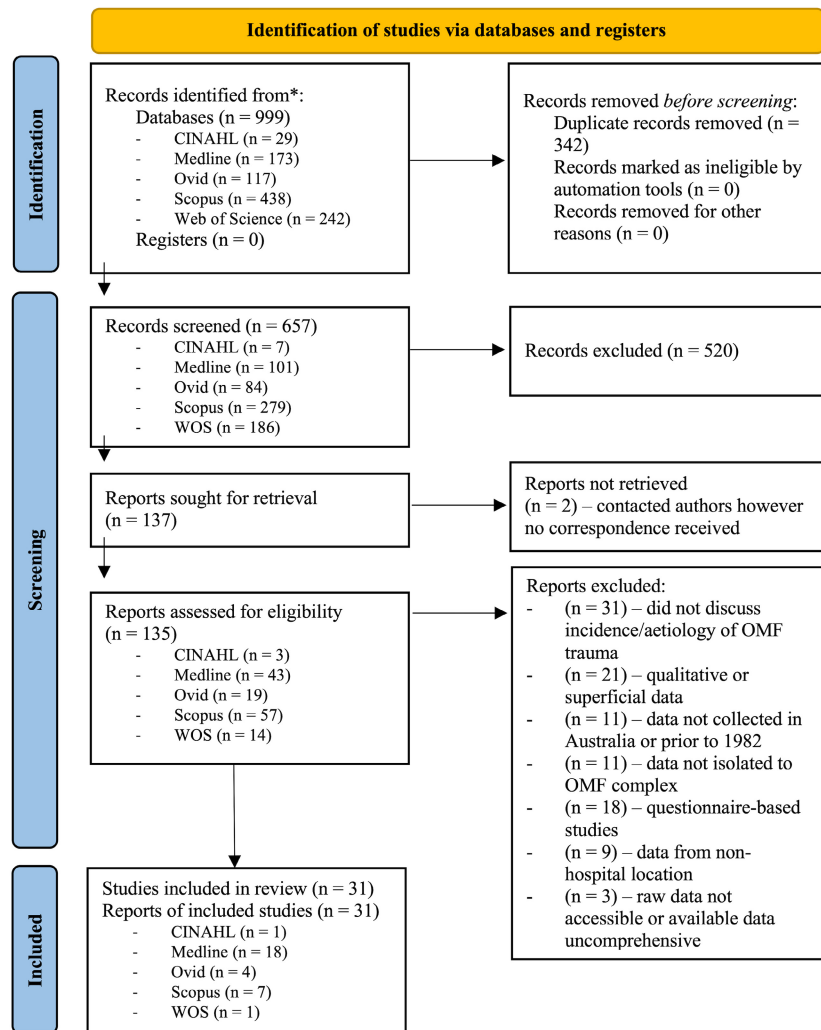 Identification of studies via databases and registers
Identification
Records identified from*:
Databases (n = 999)
- CINAHL (n = 29)
- Medline (n = 173)
- Ovid (n = 117)
- Scopus (n = 438)
- Web of Science (n = 242)
Registers (n = 0)
Records removed before screening:
Duplicate records removed (n =
342)
Records marked as ineligible by
automation tools (n = 0)
Records removed for other
reasons (n = 0)
Screening
Records screened (n = 657)
- CINAHL (n = 7)
- Medline (n = 101)
- Ovid (n = 84)
- Scopus (n = 279)
- WOS (n = 186)
Records excluded (n = 520)
Reports sought for retrieval
(n = 137)
Reports not retrieved
(n = 2) – contacted authors however
no correspondence received
Reports assessed for eligibility
(n = 135)
- CINAHL (n = 3)
- Medline (n = 43)
- Ovid (n = 19)
- Scopus (n = 57)
- WOS (n = 14)
Reports excluded:
- (n = 31) – did not discuss
incidence/aetiology of OMF
trauma
- (n = 21) – qualitative or
superficial data
- (n = 11) – data not collected in
Australia or prior to 1982
- (n = 11) – data not isolated to
OMF complex
- (n = 18) – questionnaire-based
studies
- (n = 9) – data from non-
hospital location
- (n = 3) – raw data not
accessible or available data
uncomprehensive
Included
Studies included in review (n = 31)
Reports of included studies (n = 31)
- CINAHL (n = 1)
- Medline (n = 18)
- Ovid (n = 4)
- Scopus (n = 7)
- WOS (n = 1)